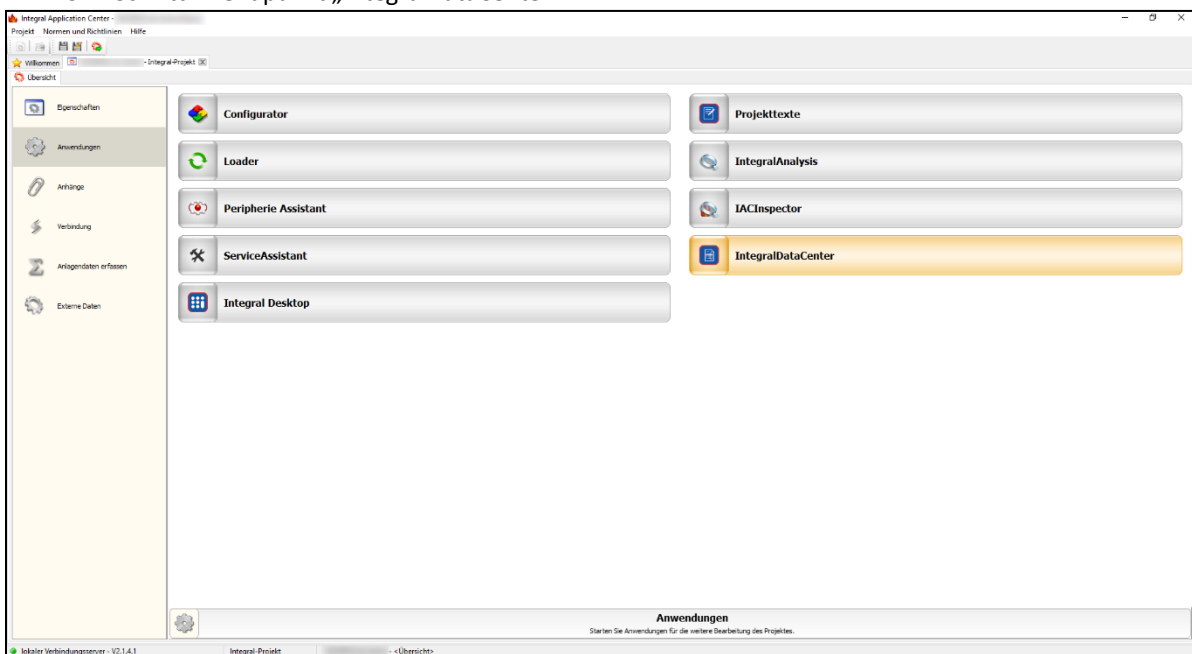 „Integral
Integral Application Center -
Projekt Normen und Richtlinien Hilfe
Willkommen - Integral-Projekt
Übersicht
Eigenschaften
Anwendungen
Anhänge
Verbindung
Anlagendaten erfassen
Externe Daten
Configurator
Loader
Peripherie Assistant
ServiceAssistant
Integral Desktop
Projekttexte
IntegralAnalysis
IACInspector
IntegralDataCenter
Anwendungen
Starten Sie Anwendungen für die weitere Bearbeitung des Projektes.
lokaler Verbindungsserver - V2.1.4.1 Integral-Projekt - <Übersicht>